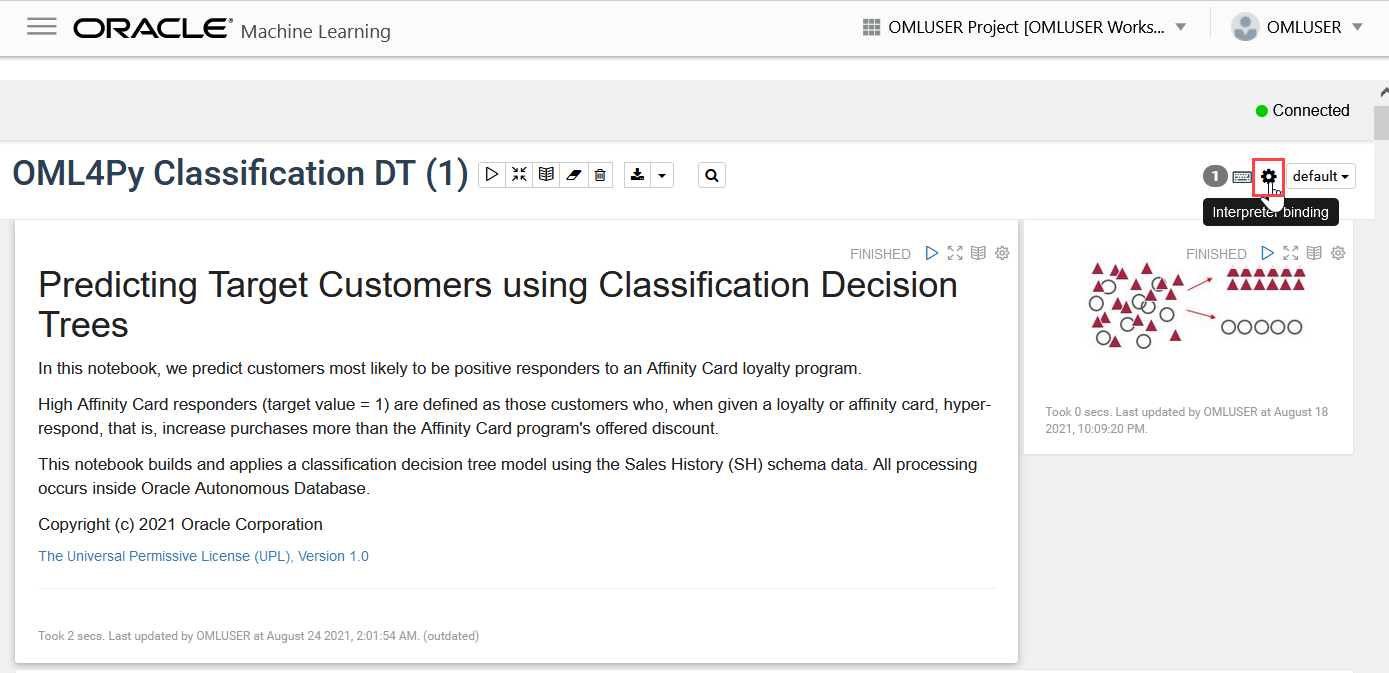 ORACLE® Machine Learning
OMLUSER Project [OMLUSER Works...
OMLUSER
Connected
OML4Py Classification DT (1)
1
default
Interpreter binding
FINISHED
Predicting Target Customers using Classification Decision
Trees
In this notebook, we predict customers most likely to be positive responders to an Affinity Card loyalty program.
High Affinity Card responders (target value = 1) are defined as those customers who, when given a loyalty or affinity card, hyper-
respond, that is, increase purchases more than the Affinity Card program's offered discount.
This notebook builds and applies a classification decision tree model using the Sales History (SH) schema data. All processing
occurs inside Oracle Autonomous Database.
Copyright (c) 2021 Oracle Corporation
The Universal Permissive License (UPL), Version 1.0
Took 2 secs. Last updated by OMLUSER at August 24 2021, 2:01:54 AM. (outdated)
FINISHED
Took 0 secs. Last updated by OMLUSER at August 18
2021, 10:09:20 PM.